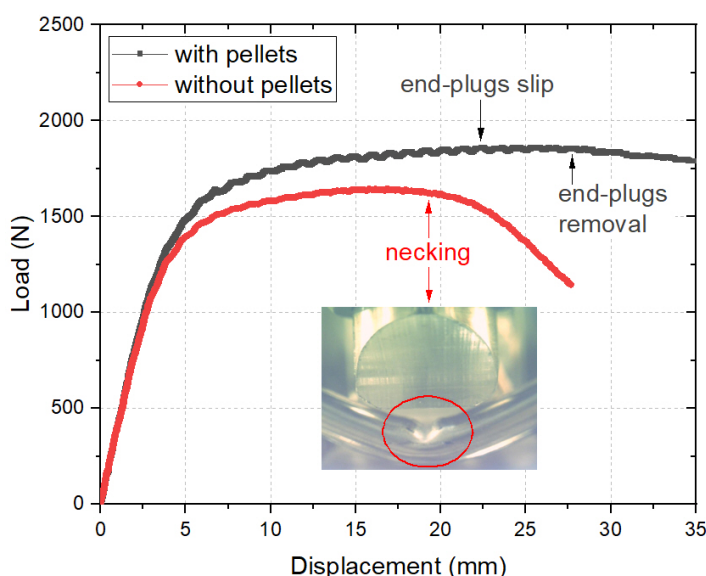 2500
2000
1500
1000
500
0
Load (N)
with pellets
without pellets
end-plugs slip
end-plugs
removal
necking
0
5
10
15
20
25
30
35
Displacement (mm)